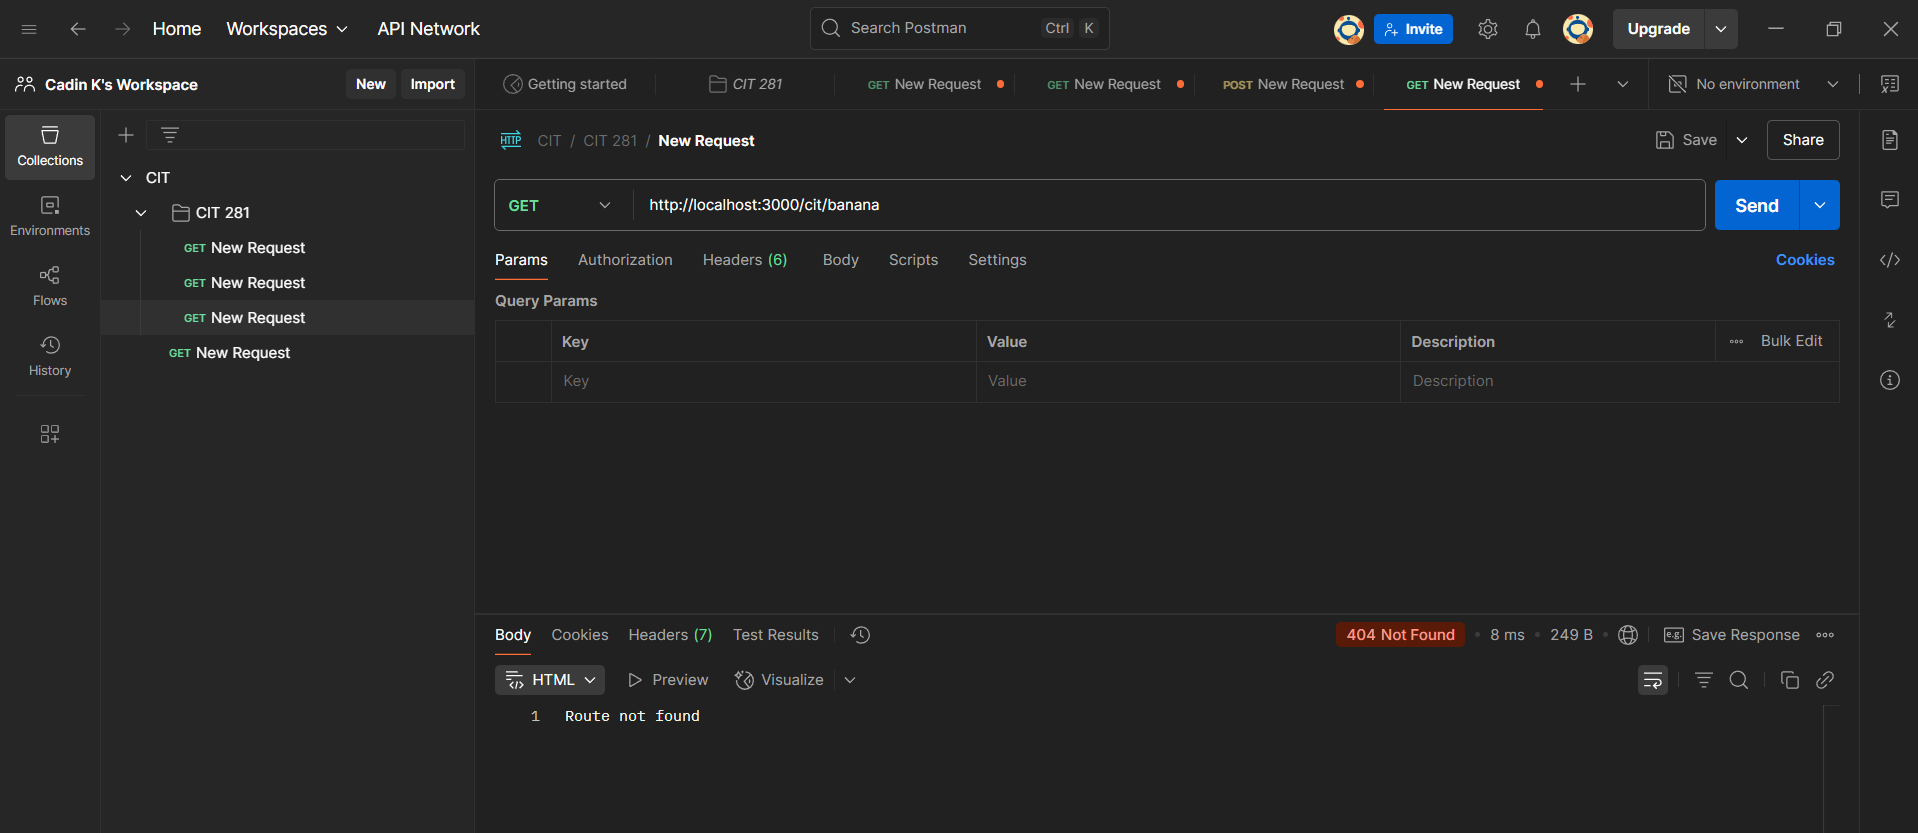 Home Workspaces API Network Search Postman Ctrl K Invite Upgrade
Cadin K's Workspace New Import
Getting started CIT 281 GET New Request GET New Request POST New Request GET New Request No environment
Collections
Environments
Flows
History
CIT
CIT 281
GET New Request
GET New Request
GET New Request
GET New Request
HTTP CIT / CIT 281 / New Request Save Share
GET http://localhost:3000/cit/banana Send
Params Authorization Headers (6) Body Scripts Settings Cookies
Query Params
Key Value Description Bulk Edit
Key Value Description
Body Cookies Headers (7) Test Results 404 Not Found 8 ms 249 B e.g. Save Response
HTML Preview Visualize
1 Route not found